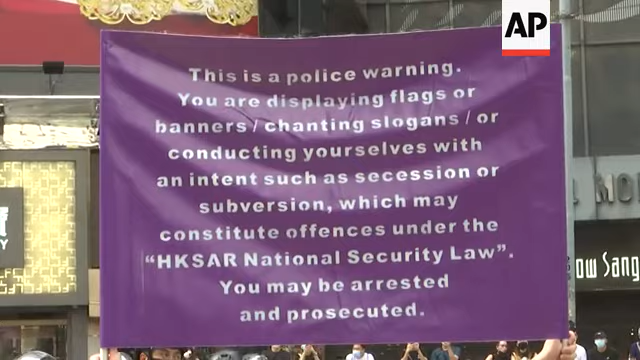 AP
This is a police warning.
You are displaying flags or
banners / chanting slogans / or
conducting yourselves with
an intent such as secession or
subversion, which may
constitute offences under the
“HKSAR National Security Law”.
You may be arrested
and prosecuted.
ow Sang